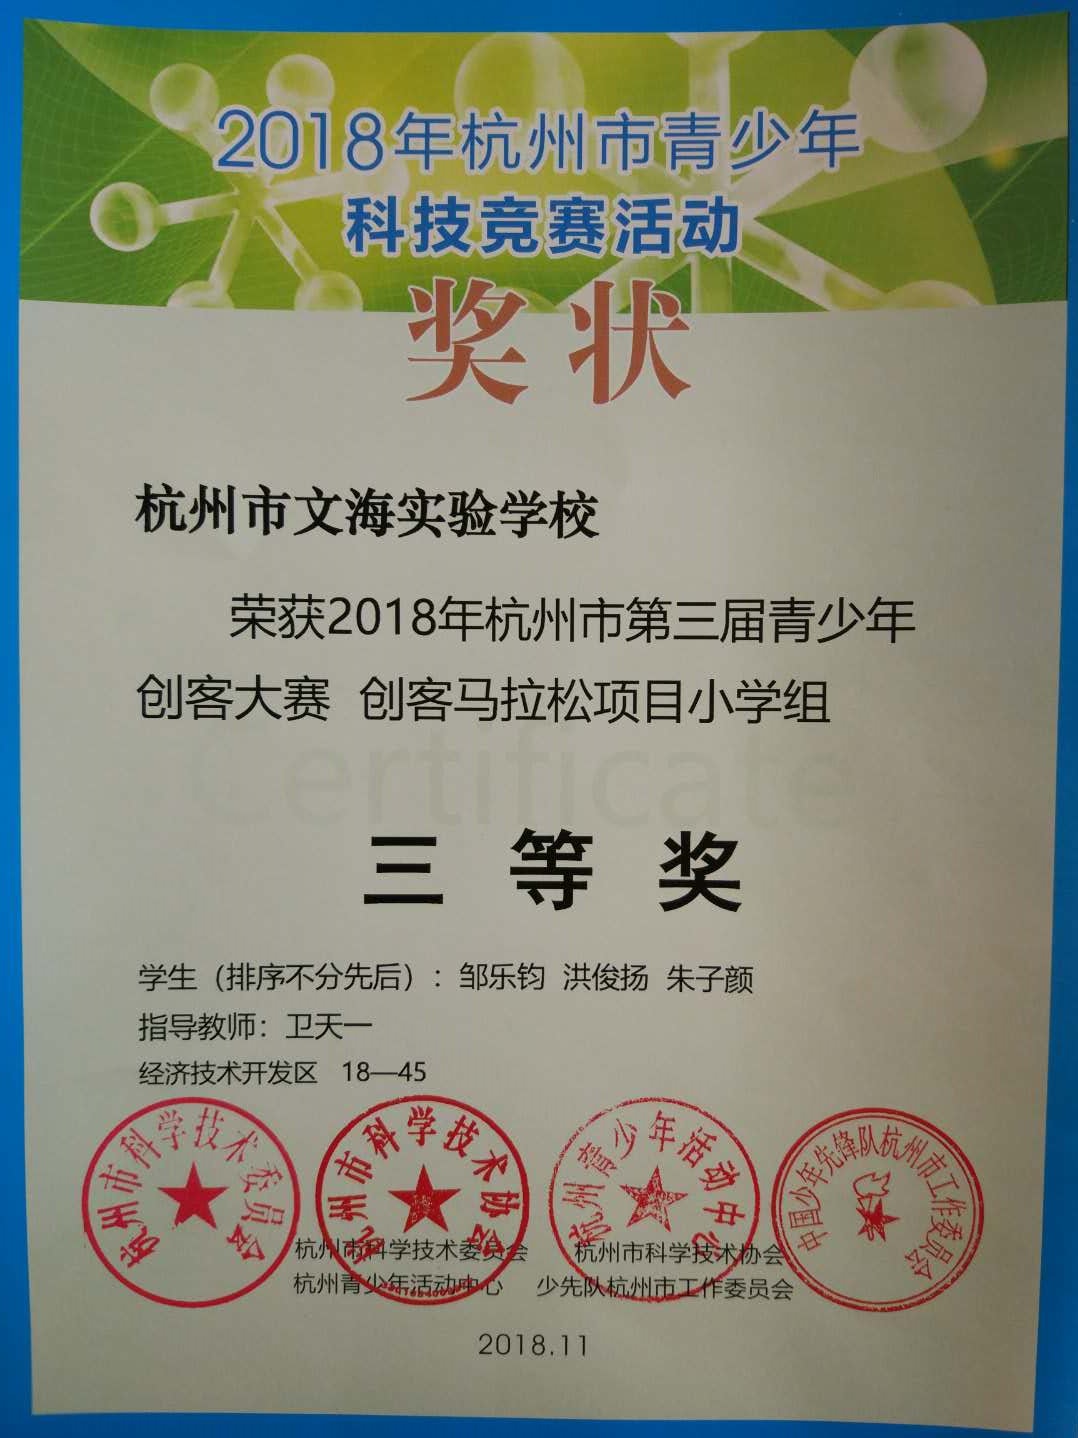 2018年杭州市青少年
科技竞赛活动
奖状
杭州市文海实验学校
荣获2018年杭州市第三届青少年
创客大赛 创客马拉松项目小学组
Certificate
三等奖
学生（排序不分先后）：邹乐钧 洪俊扬 朱子颜
指导教师：卫天一
经济技术开发区 18—45
杭州市科学技术委员会
杭州市科学技术协会
杭州青少年活动中心
中国少年先锋队杭州市工作委员会
杭州市科学技术委员会 杭州市科学技术协会
杭州青少年活动中心 少先队杭州市工作委员会
2018.11